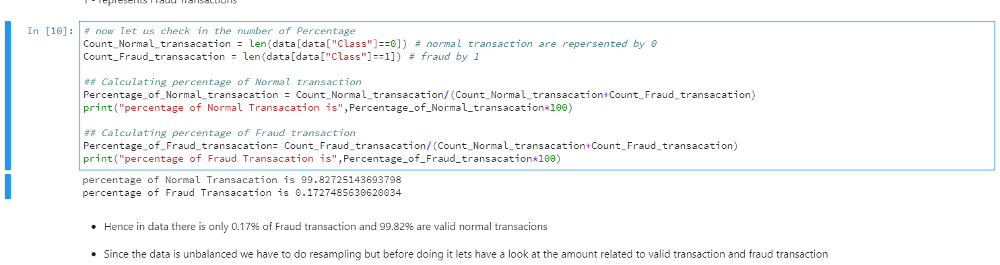 1 - represents Fraud Transactions
In [10]: # now let us check in the number of Percentage
Count_Normal_transacation = len(data[data["Class"]==0]) # normal transaction are repersented by 0
Count_Fraud_transacation = len(data[data["Class"]==1]) # fraud by 1
## Calculating percentage of Normal transaction
Percentage_of_Normal_transacation = Count_Normal_transacation/(Count_Normal_transacation+Count_Fraud_transacation)
print("percentage of Normal Transacation is",Percentage_of_Normal_transacation*100)
## Calculating percentage of Fraud transaction
Percentage_of_Fraud_transacation= Count_Fraud_transacation/(Count_Normal_transacation+Count_Fraud_transacation)
print("percentage of Fraud Transacation is",Percentage_of_Fraud_transacation*100)
percentage of Normal Transacation is 99.82725143693798
percentage of Fraud Transacation is 0.1727485630620034
• Hence in data there is only 0.17% of Fraud transaction and 99.82% are valid normal transacions
• Since the data is unbalanced we have to do resampling but before doing it lets have a look at the amount related to valid transaction and fraud transaction